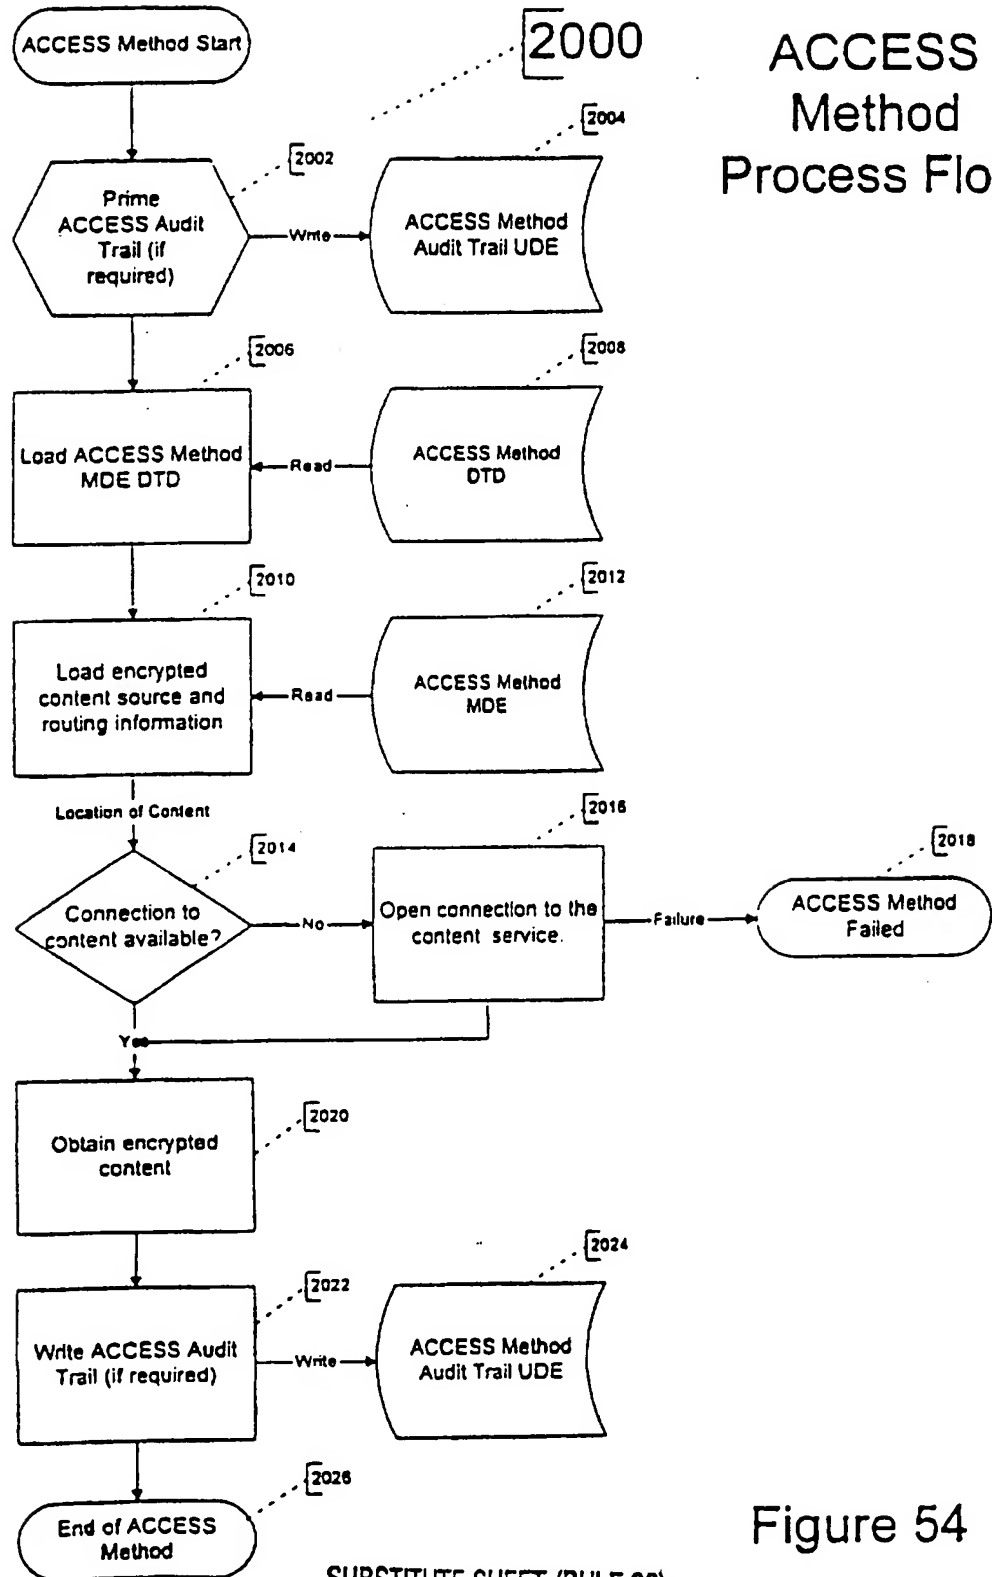 ACCESS Method Start
2000
ACCESS
Method
Process Flo
2002
2004
Prime
ACCESS Audit
Trail (if
required)
Write
ACCESS Method
Audit Trail UDE
2006
2008
Load ACCESS Method
MDE DTD
Read
ACCESS Method
DTD
2010
2012
Load encrypted
content source and
routing information
Read
ACCESS Method
MDE
Location of Content
2014
2016
2018
Connection to
content available?
No
Open connection to the
content service.
Failure
ACCESS Method
Failed
Y
2020
Obtain encrypted
content
2022
2024
Write ACCESS Audit
Trail (if required)
Write
ACCESS Method
Audit Trail UDE
2026
End of ACCESS
Method
Figure 54
SUBSTITUTE SHEET (RULE 26)